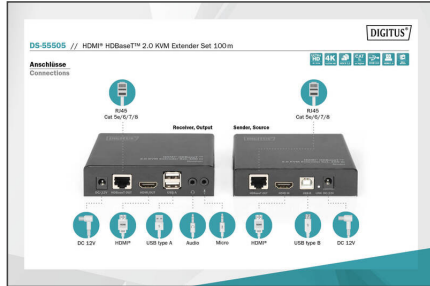 DIGITUS®
DS-55505 // HDMI® HDBaseT™ 2.0 KVM Extender Set 100 m
4K
Anschlüsse
Connections
RJ45
Cat 5e/6/7/8
RJ45
Cat 5e/6/7/8
Receiver, Output
Sender, Source
DC 12V
HDMI®
USB type A
Audio
Micro
HDMI®
USB type B
DC 12V